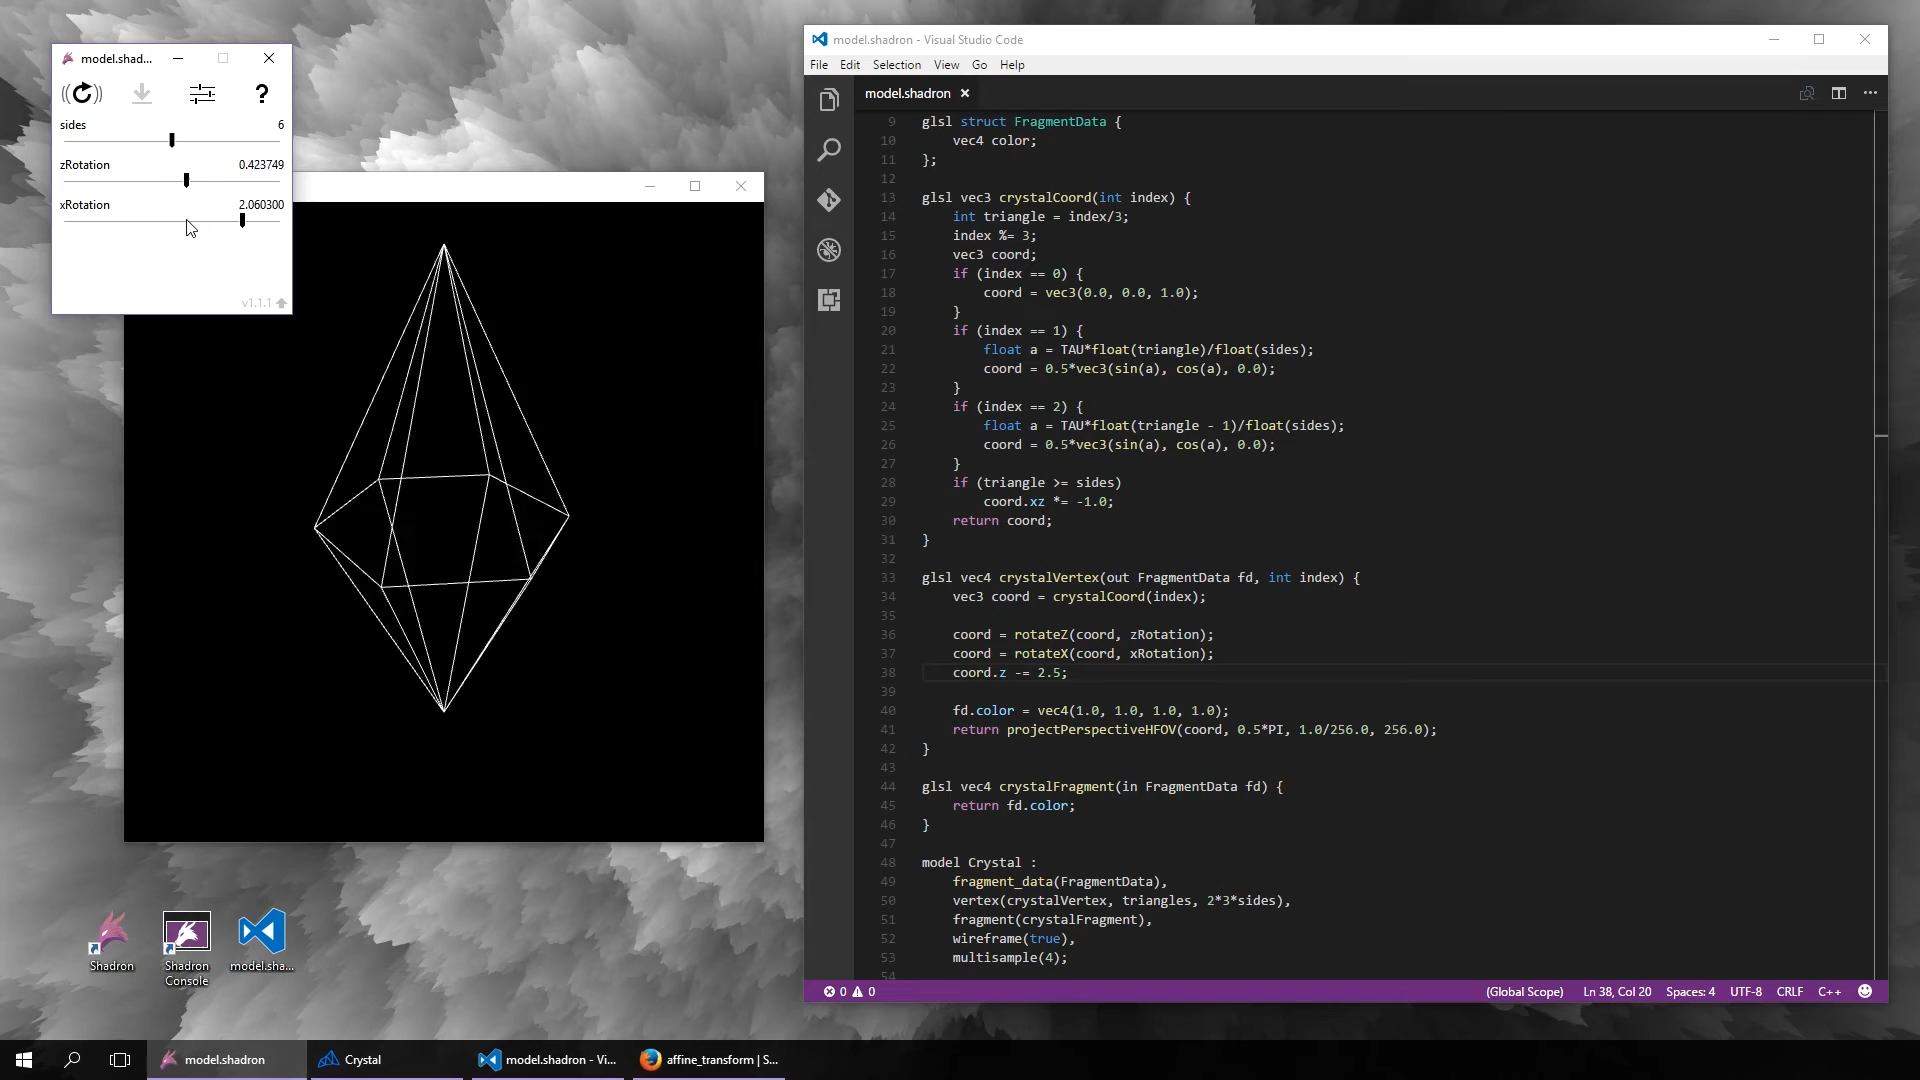 model.shad...
?
sides 6
zRotation 0.423749
xRotation 2.060300
v1.1.1
model.shadron - Visual Studio Code
File Edit Selection View Go Help
model.shadron
9 glsl struct FragmentData {
10 vec4 color;
11 };
12
13 glsl vec3 crystalCoord(int index) {
14 int triangle = index/3;
15 index %= 3;
16 vec3 coord;
17 if (index == 0) {
18 coord = vec3(0.0, 0.0, 1.0);
19 }
20 if (index == 1) {
21 float a = TAU*float(triangle)/float(sides);
22 coord = 0.5*vec3(sin(a), cos(a), 0.0);
23 }
24 if (index == 2) {
25 float a = TAU*float(triangle - 1)/float(sides);
26 coord = 0.5*vec3(sin(a), cos(a), 0.0);
27 }
28 if (triangle >= sides)
29 coord.xz *= -1.0;
30 return coord;
31 }
32
33 glsl vec4 crystalVertex(out FragmentData fd, int index) {
34 vec3 coord = crystalCoord(index);
35
36 coord = rotateZ(coord, zRotation);
37 coord = rotateX(coord, xRotation);
38 coord.z -= 2.5;
39
40 fd.color = vec4(1.0, 1.0, 1.0, 1.0);
41 return projectPerspectiveHFOV(coord, 0.5*PI, 1.0/256.0, 256.0);
42 }
43
44 glsl vec4 crystalFragment(in FragmentData fd) {
45 return fd.color;
46 }
47
48 model Crystal :
49 fragment_data(FragmentData),
50 vertex(crystalVertex, triangles, 2*3*sides),
51 fragment(crystalFragment),
52 wireframe(true),
53 multisample(4);
54
0 0 (Global Scope) Ln 38, Col 20 Spaces: 4 UTF-8 CRLF C++
Shadron
Shadron
Console
model.sha...
model.shadron
Crystal
model.shadron - Vi...
affine_transform | S...